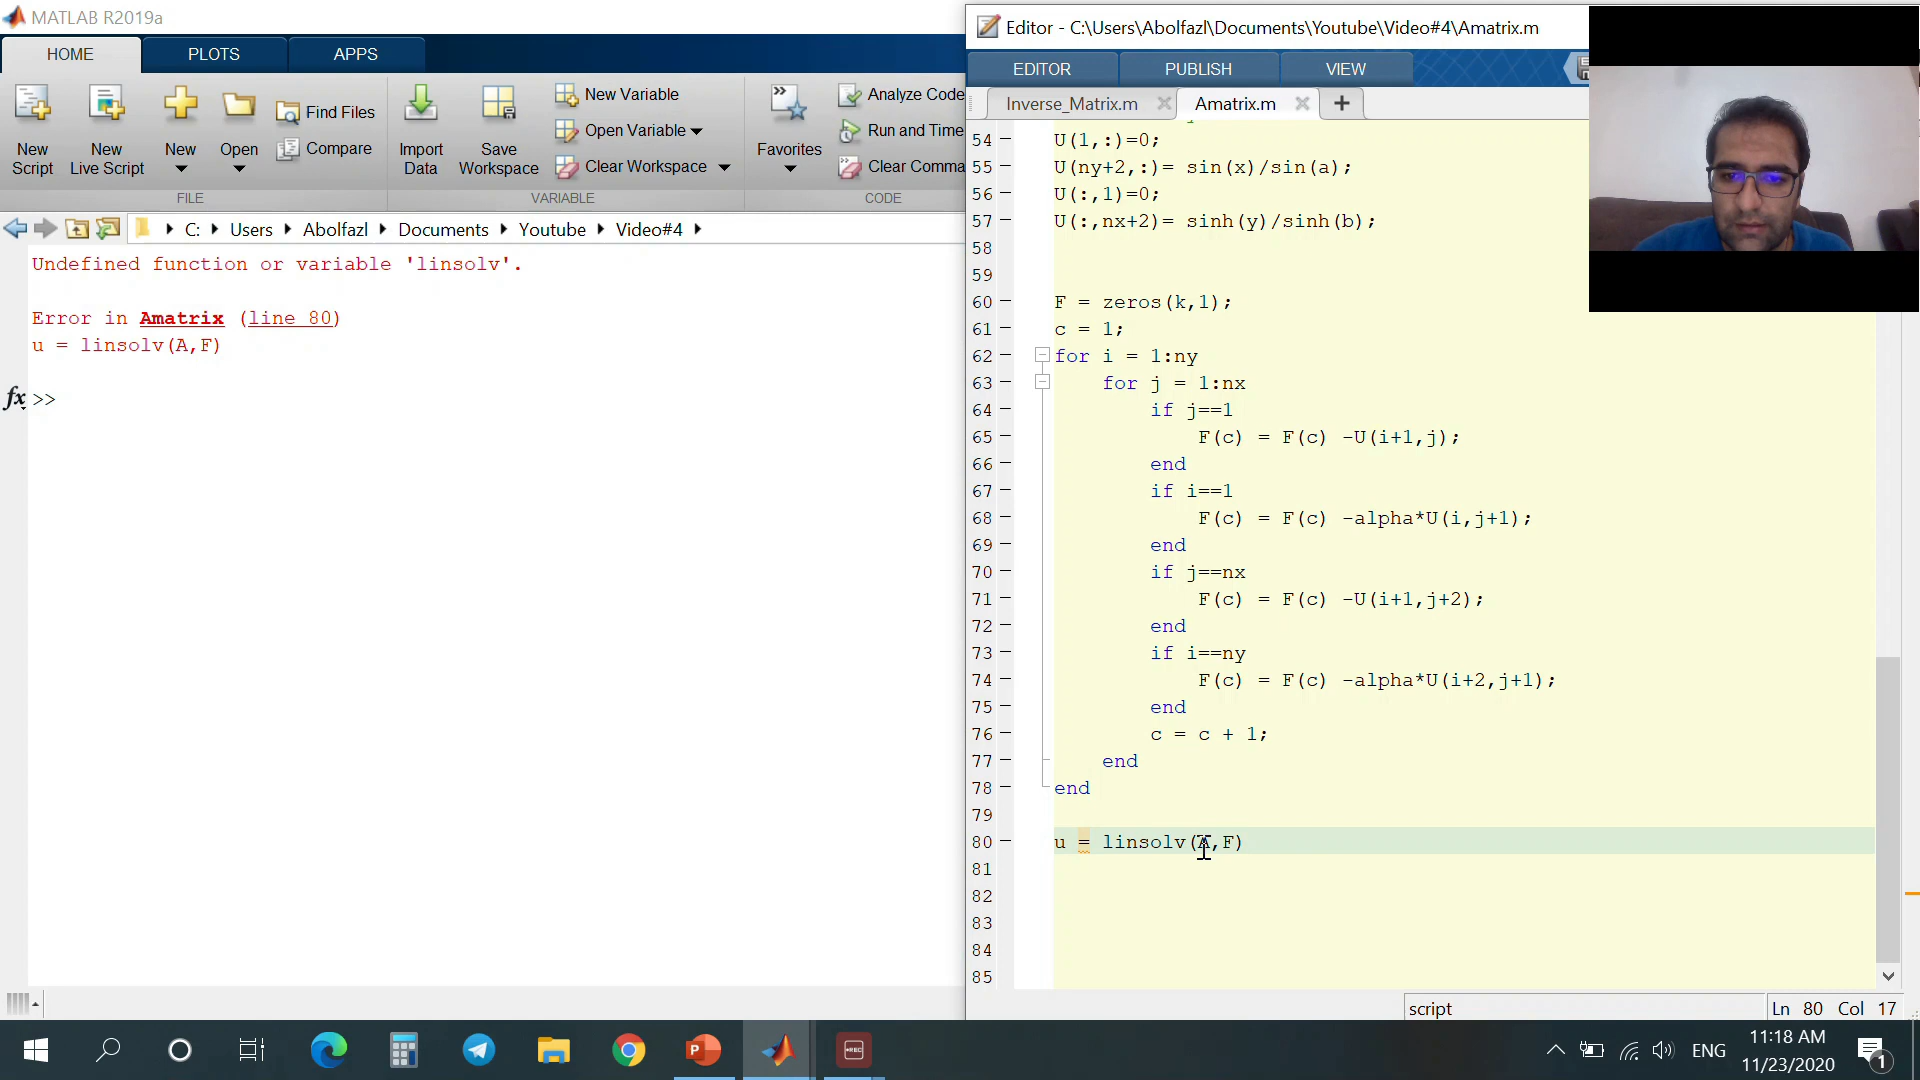 MATLAB R2019a
HOME
PLOTS
APPS
New Script
New Live Script
New
Open
Find Files
Compare
Import Data
Save Workspace
New Variable
Open Variable
Clear Workspace
Favorites
Analyze Code
Run and Time
Clear Comma
FILE
VARIABLE
CODE
C: Users Abolfazl Documents Youtube Video#4
Undefined function or variable 'linsolv'.
Error in Amatrix (line 80)
u = linsolv(A,F)
fx >>
Editor - C:\Users\Abolfazl\Documents\Youtube\Video#4\Amatrix.m
EDITOR
PUBLISH
VIEW
Inverse_Matrix.m
Amatrix.m
54 U(1,:)=0;
55 U(ny+2,:)= sin(x)/sin(a);
56 U(:,1)=0;
57 U(:,nx+2)= sinh(y)/sinh(b);
58
59
60 F = zeros(k,1);
61 c = 1;
62 for i = 1:ny
63 for j = 1:nx
64 if j==1
65 F(c) = F(c) -U(i+1,j);
66 end
67 if i==1
68 F(c) = F(c) -alpha*U(i,j+1);
69 end
70 if j==nx
71 F(c) = F(c) -U(i+1,j+2);
72 end
73 if i==ny
74 F(c) = F(c) -alpha*U(i+2,j+1);
75 end
76 c = c + 1;
77 end
78 end
79
80 u = linsolv(A,F)
81
82
83
84
85
script
Ln 80 Col 17
ENG
11:18 AM
11/23/2020
1